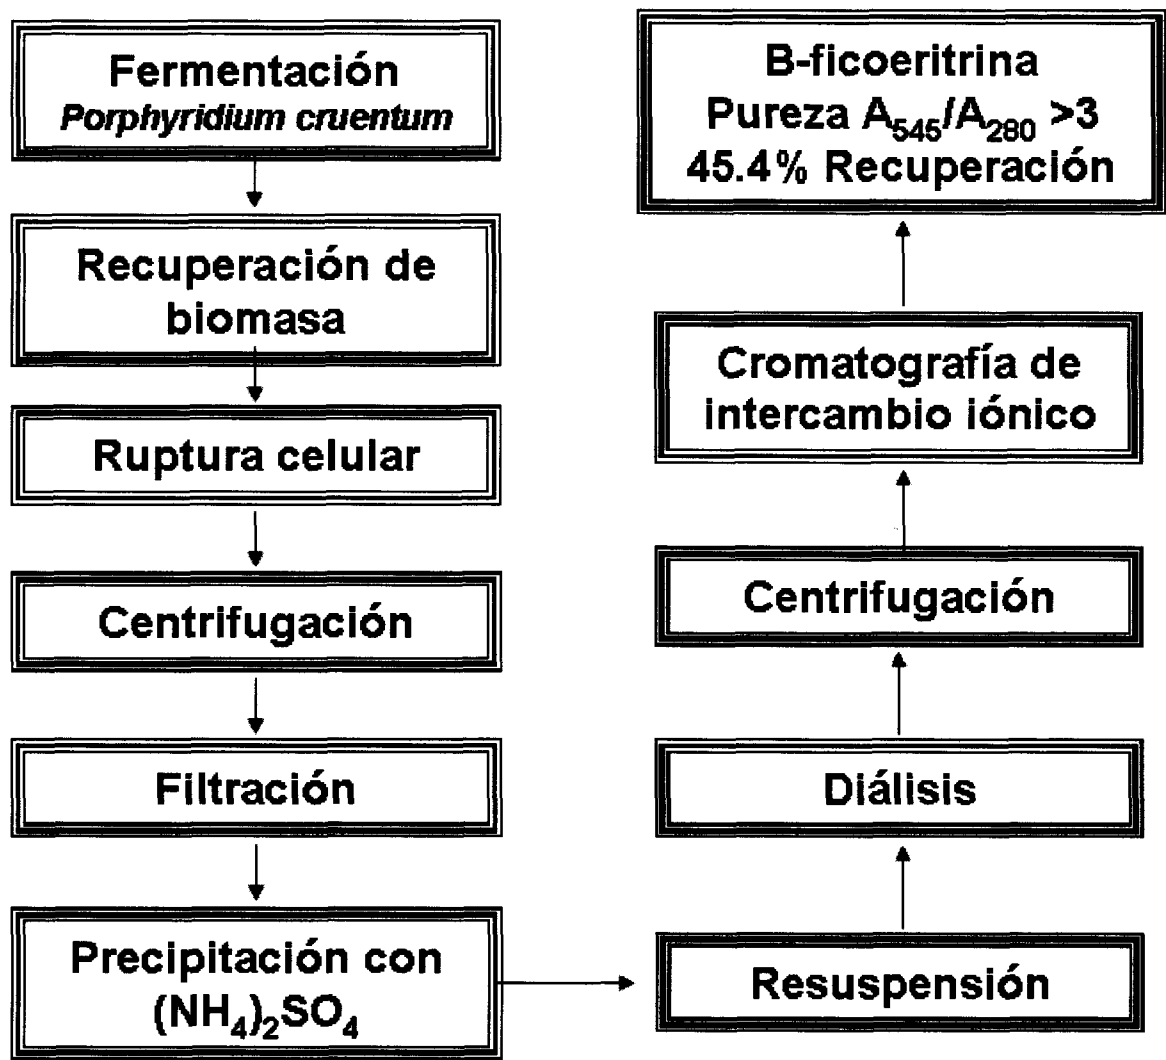 Fermentación
Porphyridium cruentum
Recuperación de
biomasa
Ruptura celular
Centrifugación
Filtración
Precipitación con
(NH₄)₂SO₄
Resuspensión
Diálisis
Centrifugación
Cromatografía de
intercambio iónico
B-ficoeritrina
Pureza A₅₄₅/A₂₈₀ >3
45.4% Recuperación